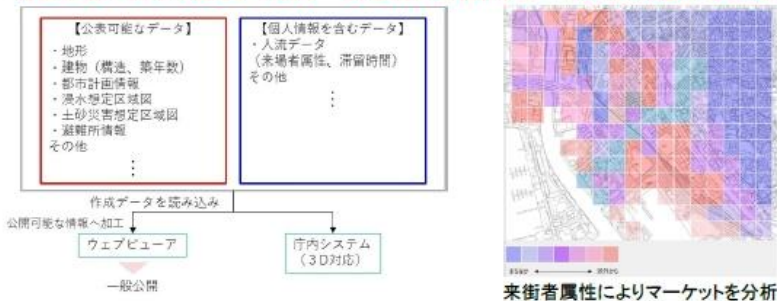 【公表可能なデータ】
・地形
・建物（構造、築年数）
・都市計画情報
・浸水想定区域図
・土砂災害想定区域図
・避難所情報
その他
⋮
【個人情報を含むデータ】
・人流データ
（来場者属性、滞留時間）
その他
⋮
作成データを読み込み
公開可能な情報へ加工
ウェブビューア
庁内システム
（３Ｄ対応）
一般公開
来街者属性によりマーケットを分析